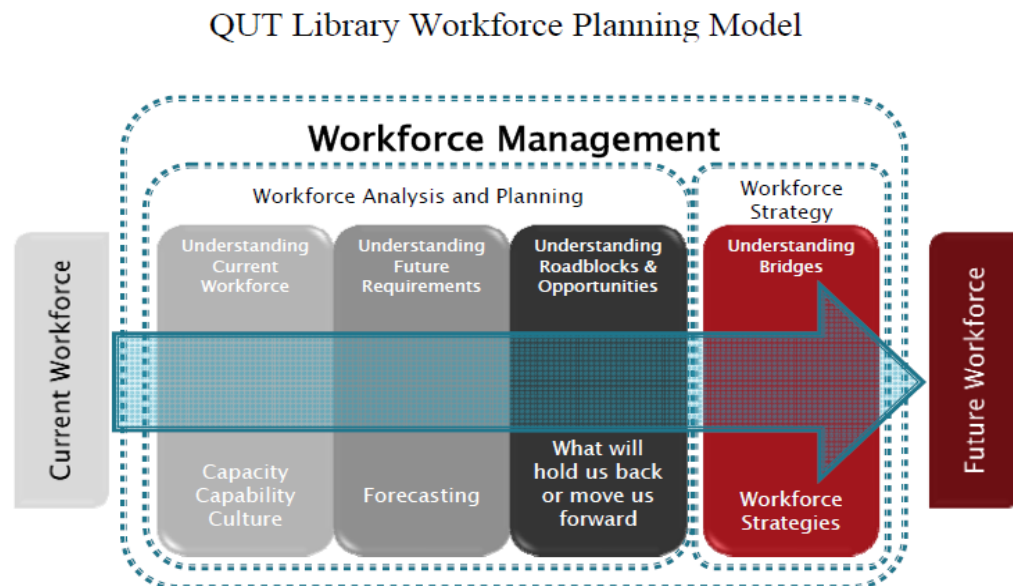 QUT Library Workforce Planning Model
Workforce Management
Workforce Analysis and Planning
Workforce
Strategy
Current Workforce
Understanding
Current
Workforce
Understanding
Future
Requirements
Understanding
Roadblocks &
Opportunities
Understanding
Bridges
Capacity
Capability
Culture
Forecasting
What will
hold us back
or move us
forward
Workforce
Strategies
Future Workforce